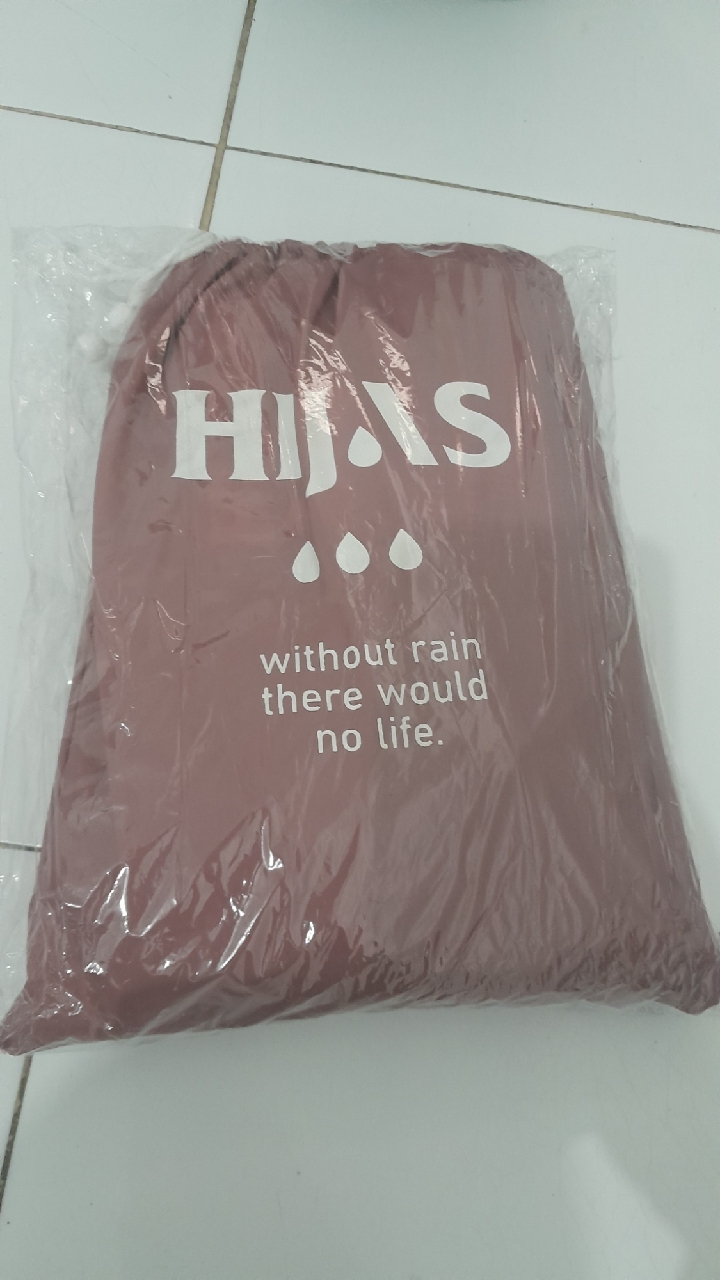 HIJAS
without rain
there would
no life.